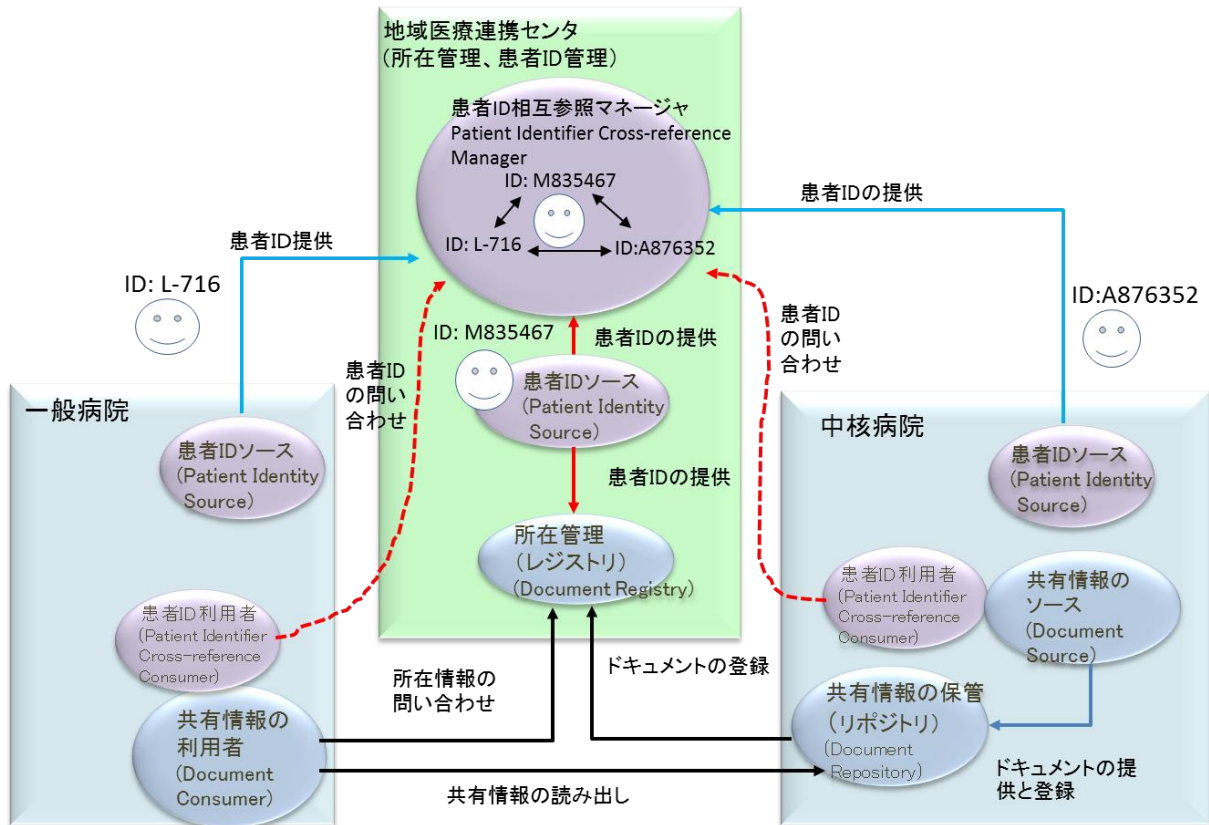 地域医療連携センタ
(所在管理、患者ID管理)
患者ID相互参照マネージャ
Patient Identifier Cross-reference
Manager
ID: M835467
ID: L-716
ID:A876352
患者IDの提供
患者ID提供
ID: L-716
ID:A876352
患者ID
の問い
合わせ
ID: M835467
患者IDの提供
患者ID
の問い
合わせ
患者IDソース
(Patient Identity
Source)
患者IDの提供
一般病院
患者IDソース
(Patient Identity
Source)
中核病院
患者IDソース
(Patient Identity
Source)
所在管理
(レジストリ)
(Document Registry)
患者ID利用者
(Patient Identifier
Cross-reference
Consumer)
患者ID利用者
(Patient Identifier
Cross-reference
Consumer)
共有情報の
ソース
(Document
Source)
所在情報の
問い合わせ
ドキュメントの登録
共有情報の
利用者
(Document
Consumer)
共有情報の保管
(リポジトリ)
(Document
Repository)
ドキュメントの提
供と登録
共有情報の読み出し